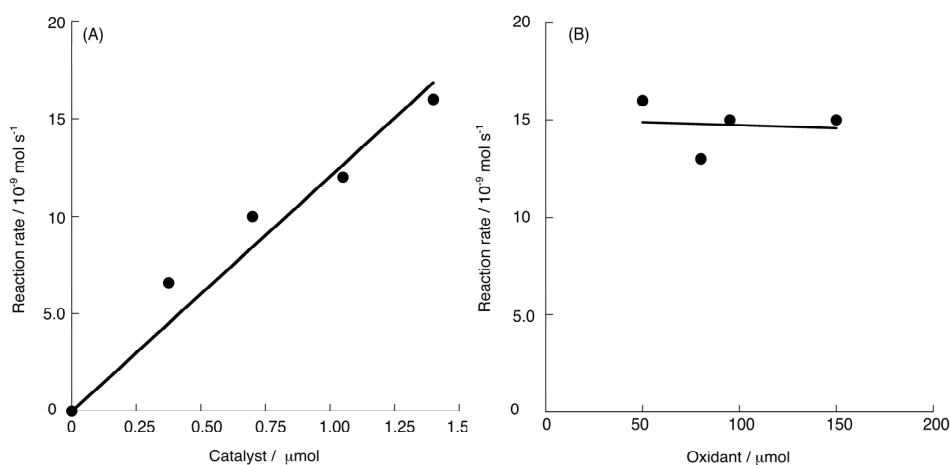 (A)
Reaction rate / 10⁻⁹ mol s⁻¹
20
15
10
5.0
0
0 0.25 0.50 0.75 1.00 1.25 1.5
Catalyst / μmol
(B)
Reaction rate / 10⁻⁹ mol s⁻¹
20
15
10
5.0
0
0 50 100 150 200
Oxidant / μmol